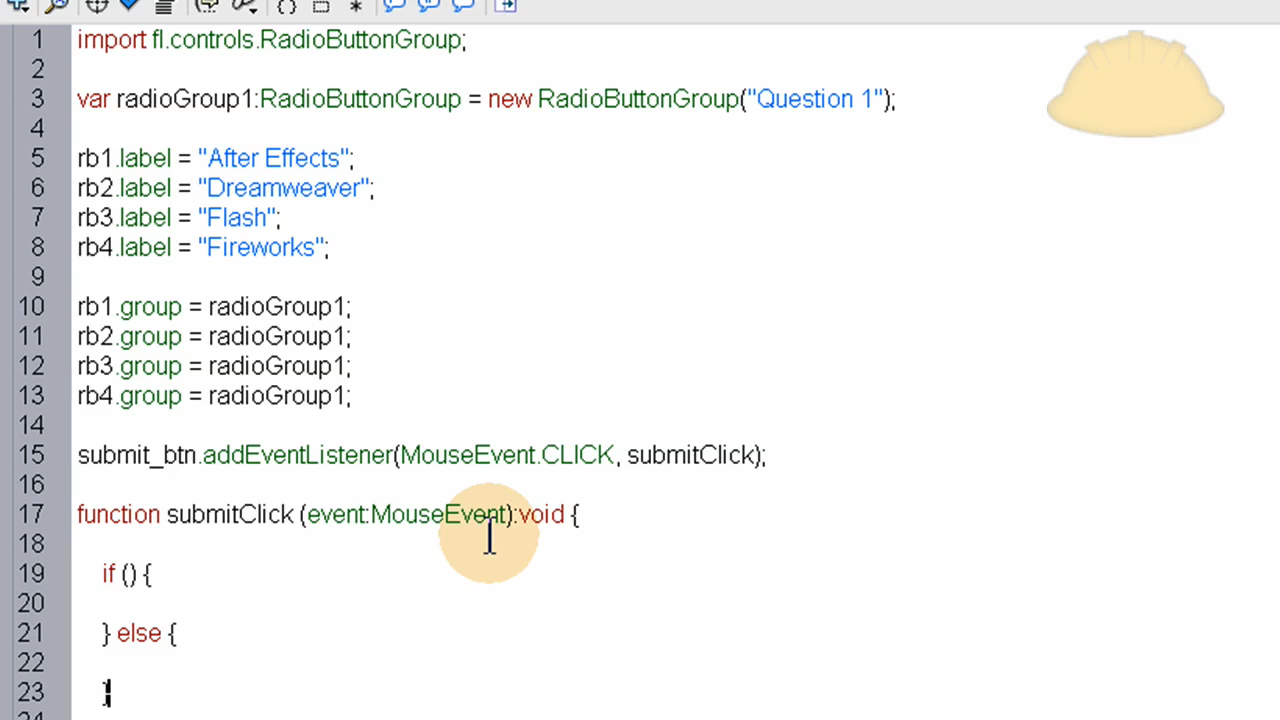 1 import fl.controls.RadioButtonGroup;
2
3 var radioGroup1:RadioButtonGroup = new RadioButtonGroup("Question 1");
4
5 rb1.label = "After Effects";
6 rb2.label = "Dreamweaver";
7 rb3.label = "Flash";
8 rb4.label = "Fireworks";
9
10 rb1.group = radioGroup1;
11 rb2.group = radioGroup1;
12 rb3.group = radioGroup1;
13 rb4.group = radioGroup1;
14
15 submit_btn.addEventListener(MouseEvent.CLICK, submitClick);
16
17 function submitClick (event:MouseEvent):void {
18
19 if () {
20
21 } else {
22
23 }
24